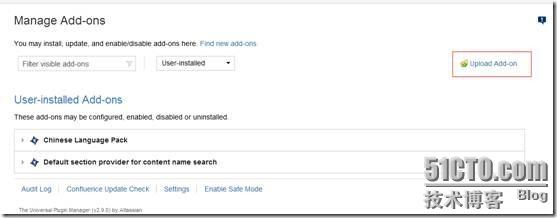 Manage Add-ons
You may install, update, and enable/disable add-ons here. Find new add-ons
Filter visible add-ons
User-installed
Upload Add-on
User-installed Add-ons
These add-ons may be configured, enabled, disabled or uninstalled.
Chinese Language Pack
Default section provider for content name search
Audit Log
Confluence Update Check
Settings
Enable Safe Mode
The Universal Plugin Manager (v2.9.0) by Atlassian
51CTO.com
技术博客 Blog